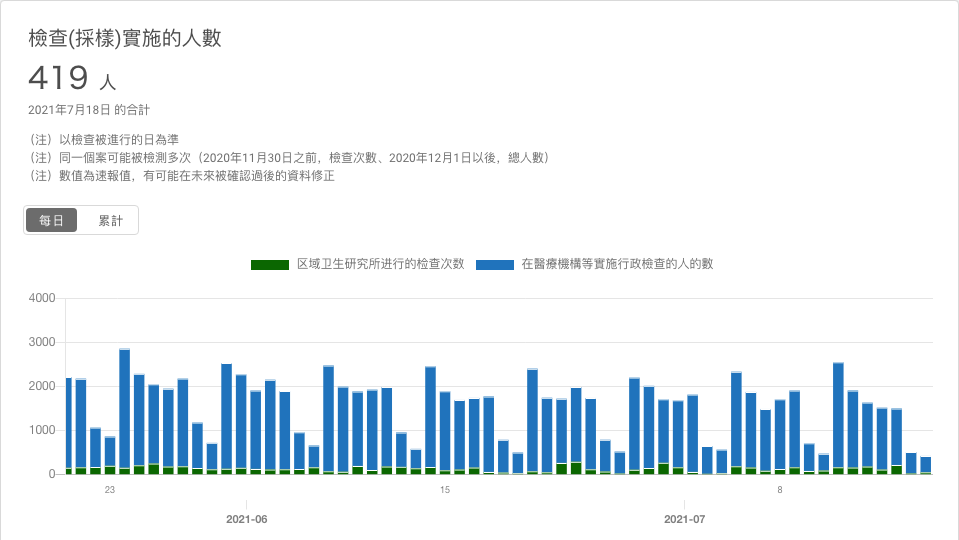 檢查(採樣)實施的人數
419 人
2021年7月18日 的合計
（注）以檢查被進行的日為準
（注）同一個案可能被檢測多次（2020年11月30日之前，檢查次數、2020年12月1日以後，總人數）
（注）數值為速報值，有可能在未來被確認過後的資料修正
每日 累計
区域卫生研究所进行的检查次数 在醫療機構等實施行政檢查的人的數
4000
3000
2000
1000
0
23 15 8
2021-06 2021-07